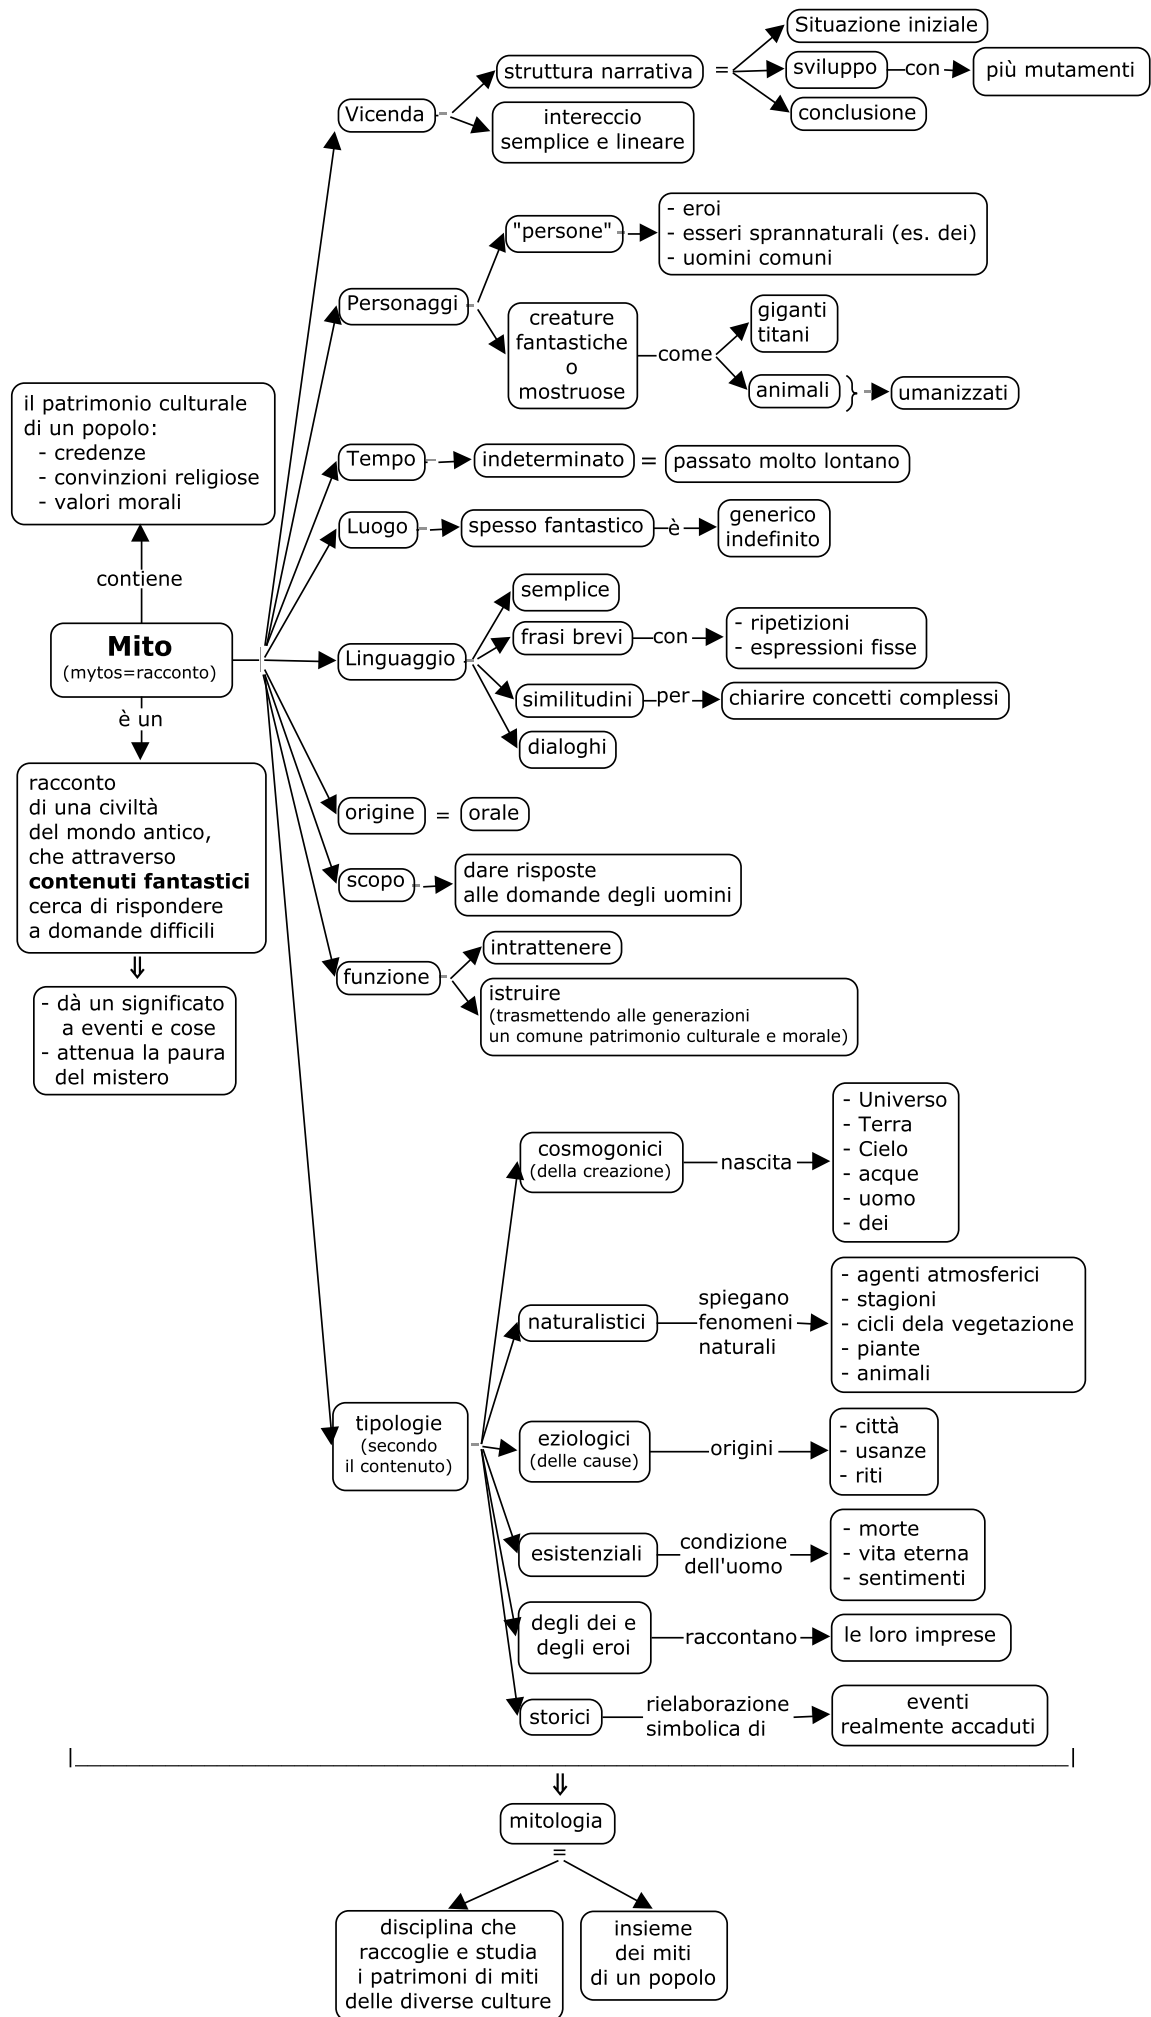 Situazione iniziale
struttura narrativa
=
sviluppo
con
più mutamenti
Vicenda
conclusione
intereccio
semplice e lineare
"persone"
- eroi
- esseri sprannaturali (es. dei)
- uomini comuni
Personaggi
creature
fantastiche
o
mostruose
come
giganti
titani
animali
}
umanizzati
il patrimonio culturale
di un popolo:
- credenze
- convinzioni religiose
- valori morali
Tempo
indeterminato
=
passato molto lontano
Luogo
spesso fantastico
è
generico
indefinito
contiene
Mito
(mytos=racconto)
Linguaggio
semplice
frasi brevi
con
- ripetizioni
- espressioni fisse
similitudini
per
chiarire concetti complessi
dialoghi
è un
racconto
di una civiltà
del mondo antico,
che attraverso
contenuti fantastici
cerca di rispondere
a domande difficili
⇓
- dà un significato
a eventi e cose
- attenua la paura
del mistero
origine
=
orale
scopo
dare risposte
alle domande degli uomini
funzione
intrattenere
istruire
(trasmettendo alle generazioni
un comune patrimonio culturale e morale)
tipologie
(secondo
il contenuto)
cosmogonici
(della creazione)
nascita
- Universo
- Terra
- Cielo
- acque
- uomo
- dei
naturalistici
spiegano
fenomeni
naturali
- agenti atmosferici
- stagioni
- cicli dela vegetazione
- piante
- animali
eziologici
(delle cause)
origini
- città
- usanze
- riti
esistenziali
condizione
dell'uomo
- morte
- vita eterna
- sentimenti
degli dei e
degli eroi
raccontano
le loro imprese
storici
rielaborazione
simbolica di
eventi
realmente accaduti
⇓
mitologia
=
disciplina che
raccoglie e studia
i patrimoni di miti
delle diverse culture
insieme
dei miti
di un popolo